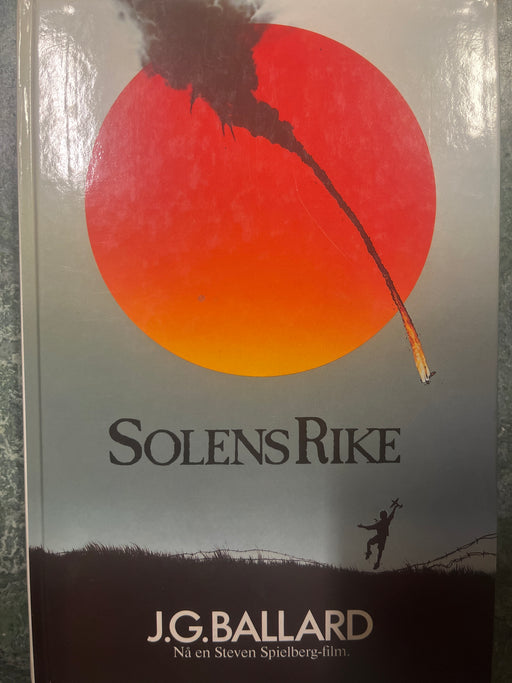 SOLENS RIKE
J.G.BALLARD
Nå en Steven Spielberg-film.